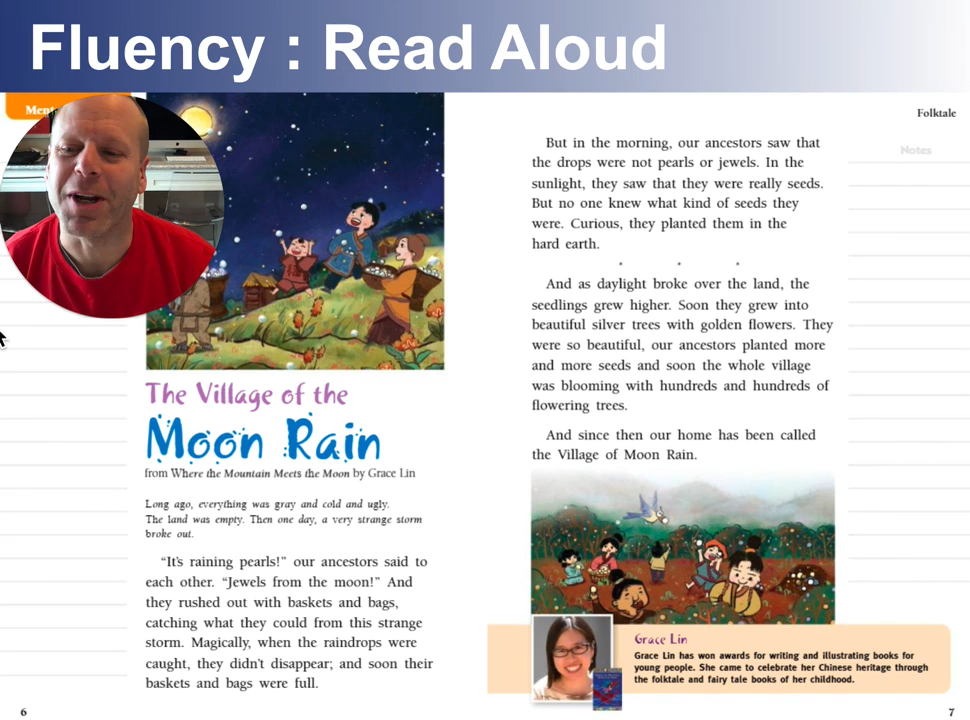 Fluency : Read Aloud
Folktale
Notes
The Village of the
Moon Rain
from Where the Mountain Meets the Moon by Grace Lin
Long ago, everything was gray and cold and ugly.
The land was empty. Then one day, a very strange storm
broke out.
“It’s raining pearls!” our ancestors said to
each other. “Jewels from the moon!” And
they rushed out with baskets and bags,
catching what they could from this strange
storm. Magically, when the raindrops were
caught, they didn’t disappear; and soon their
baskets and bags were full.
6
But in the morning, our ancestors saw that
the drops were not pearls or jewels. In the
sunlight, they saw that they were really seeds.
But no one knew what kind of seeds they
were. Curious, they planted them in the
hard earth.
And as daylight broke over the land, the
seedlings grew higher. Soon they grew into
beautiful silver trees with golden flowers. They
were so beautiful, our ancestors planted more
and more seeds and soon the whole village
was blooming with hundreds and hundreds of
flowering trees.
And since then our home has been called
the Village of Moon Rain.
Grace Lin
Grace Lin has won awards for writing and illustrating books for
young people. She came to celebrate her Chinese heritage through
the folktale and fairy tale books of her childhood.
7